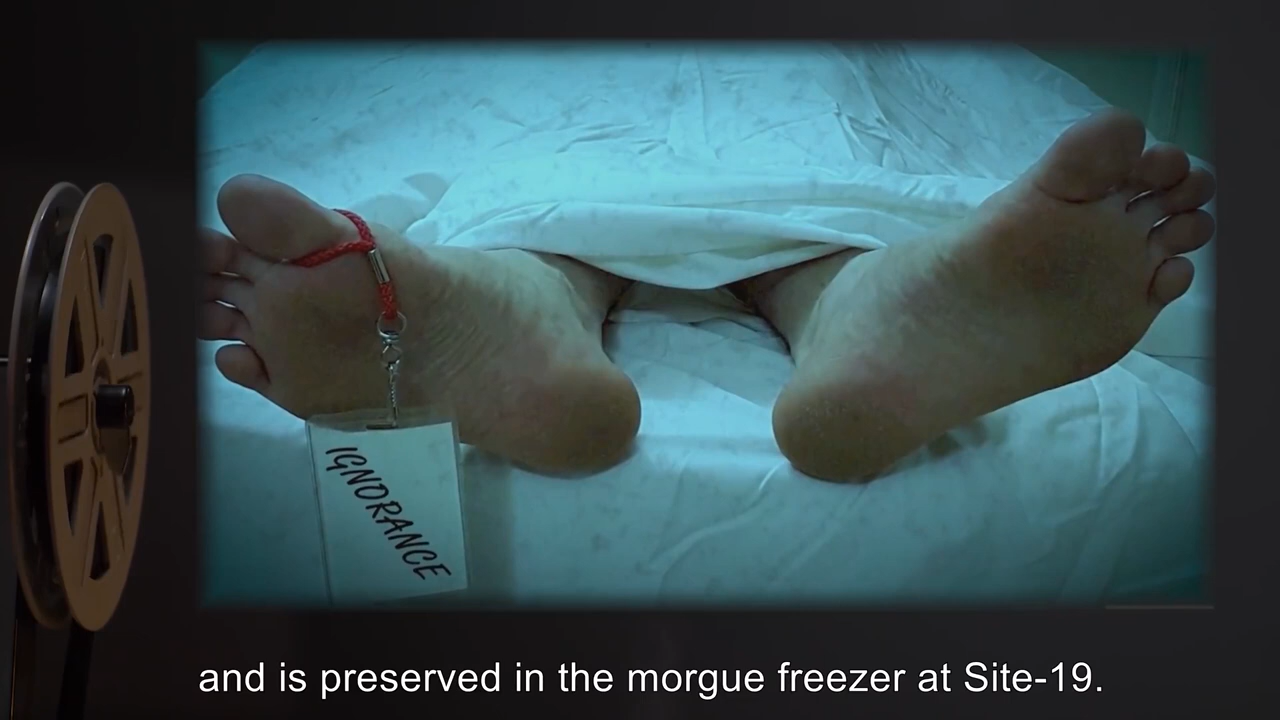 IGNORANCE
and is preserved in the morgue freezer at Site-19.